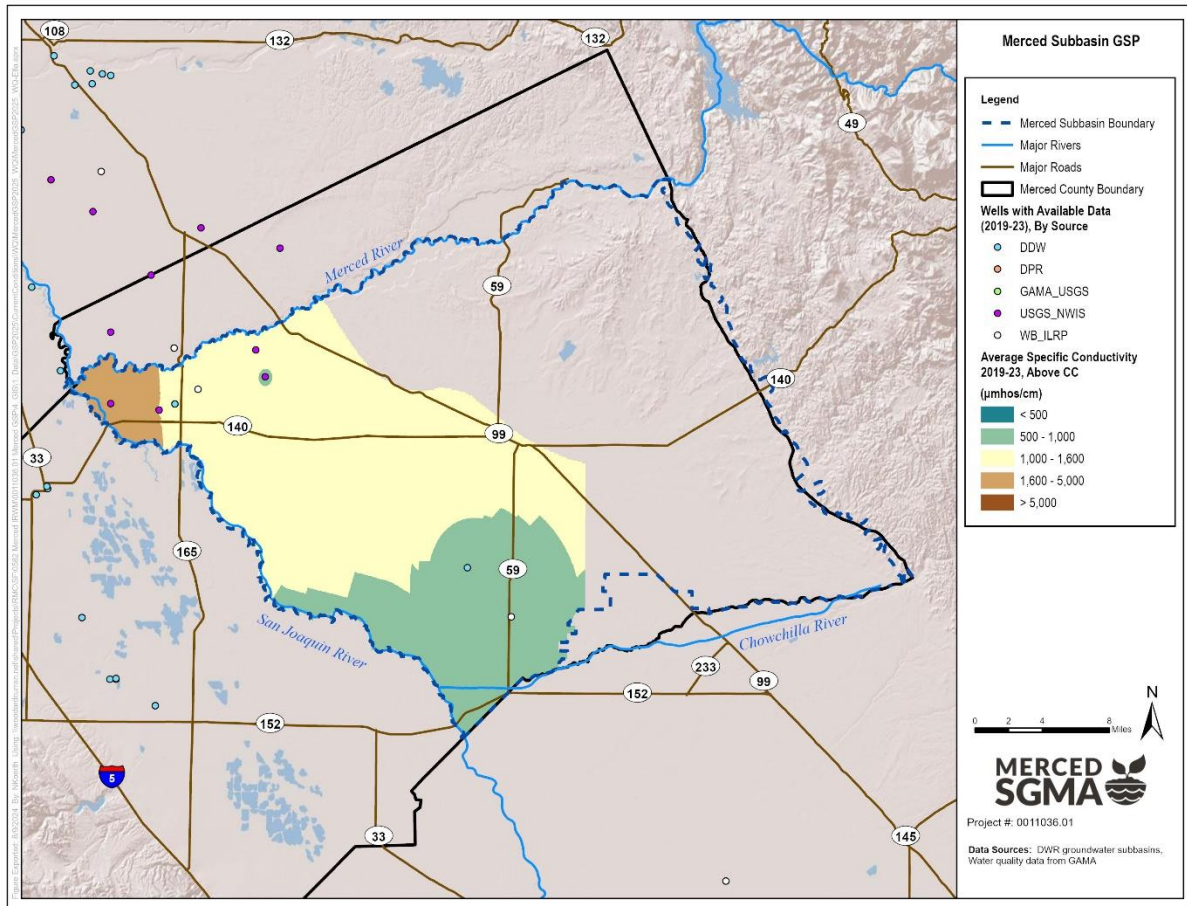 108
132
132
49
Merced River
59
140
99
140
33
165
59
San Joaquin River
Chowchilla River
233
99
152
152
5
33
145
Merced Subbasin GSP
Legend
Merced Subbasin Boundary
Major Rivers
Major Roads
Merced County Boundary
Wells with Available Data
(2019-23), By Source
DDW
DPR
GAMA_USGS
USGS_NWIS
WB_ILRP
Average Specific Conductivity
2019-23, Above CC
(µmhos/cm)
< 500
500 - 1,000
1,000 - 1,600
1,600 - 5,000
> 5,000
N
0 2 4 8
Miles
MERCED
SGMA
Project #: 0011036.01
Data Sources: DWR groundwater subbasins,
Water quality data from GAMA